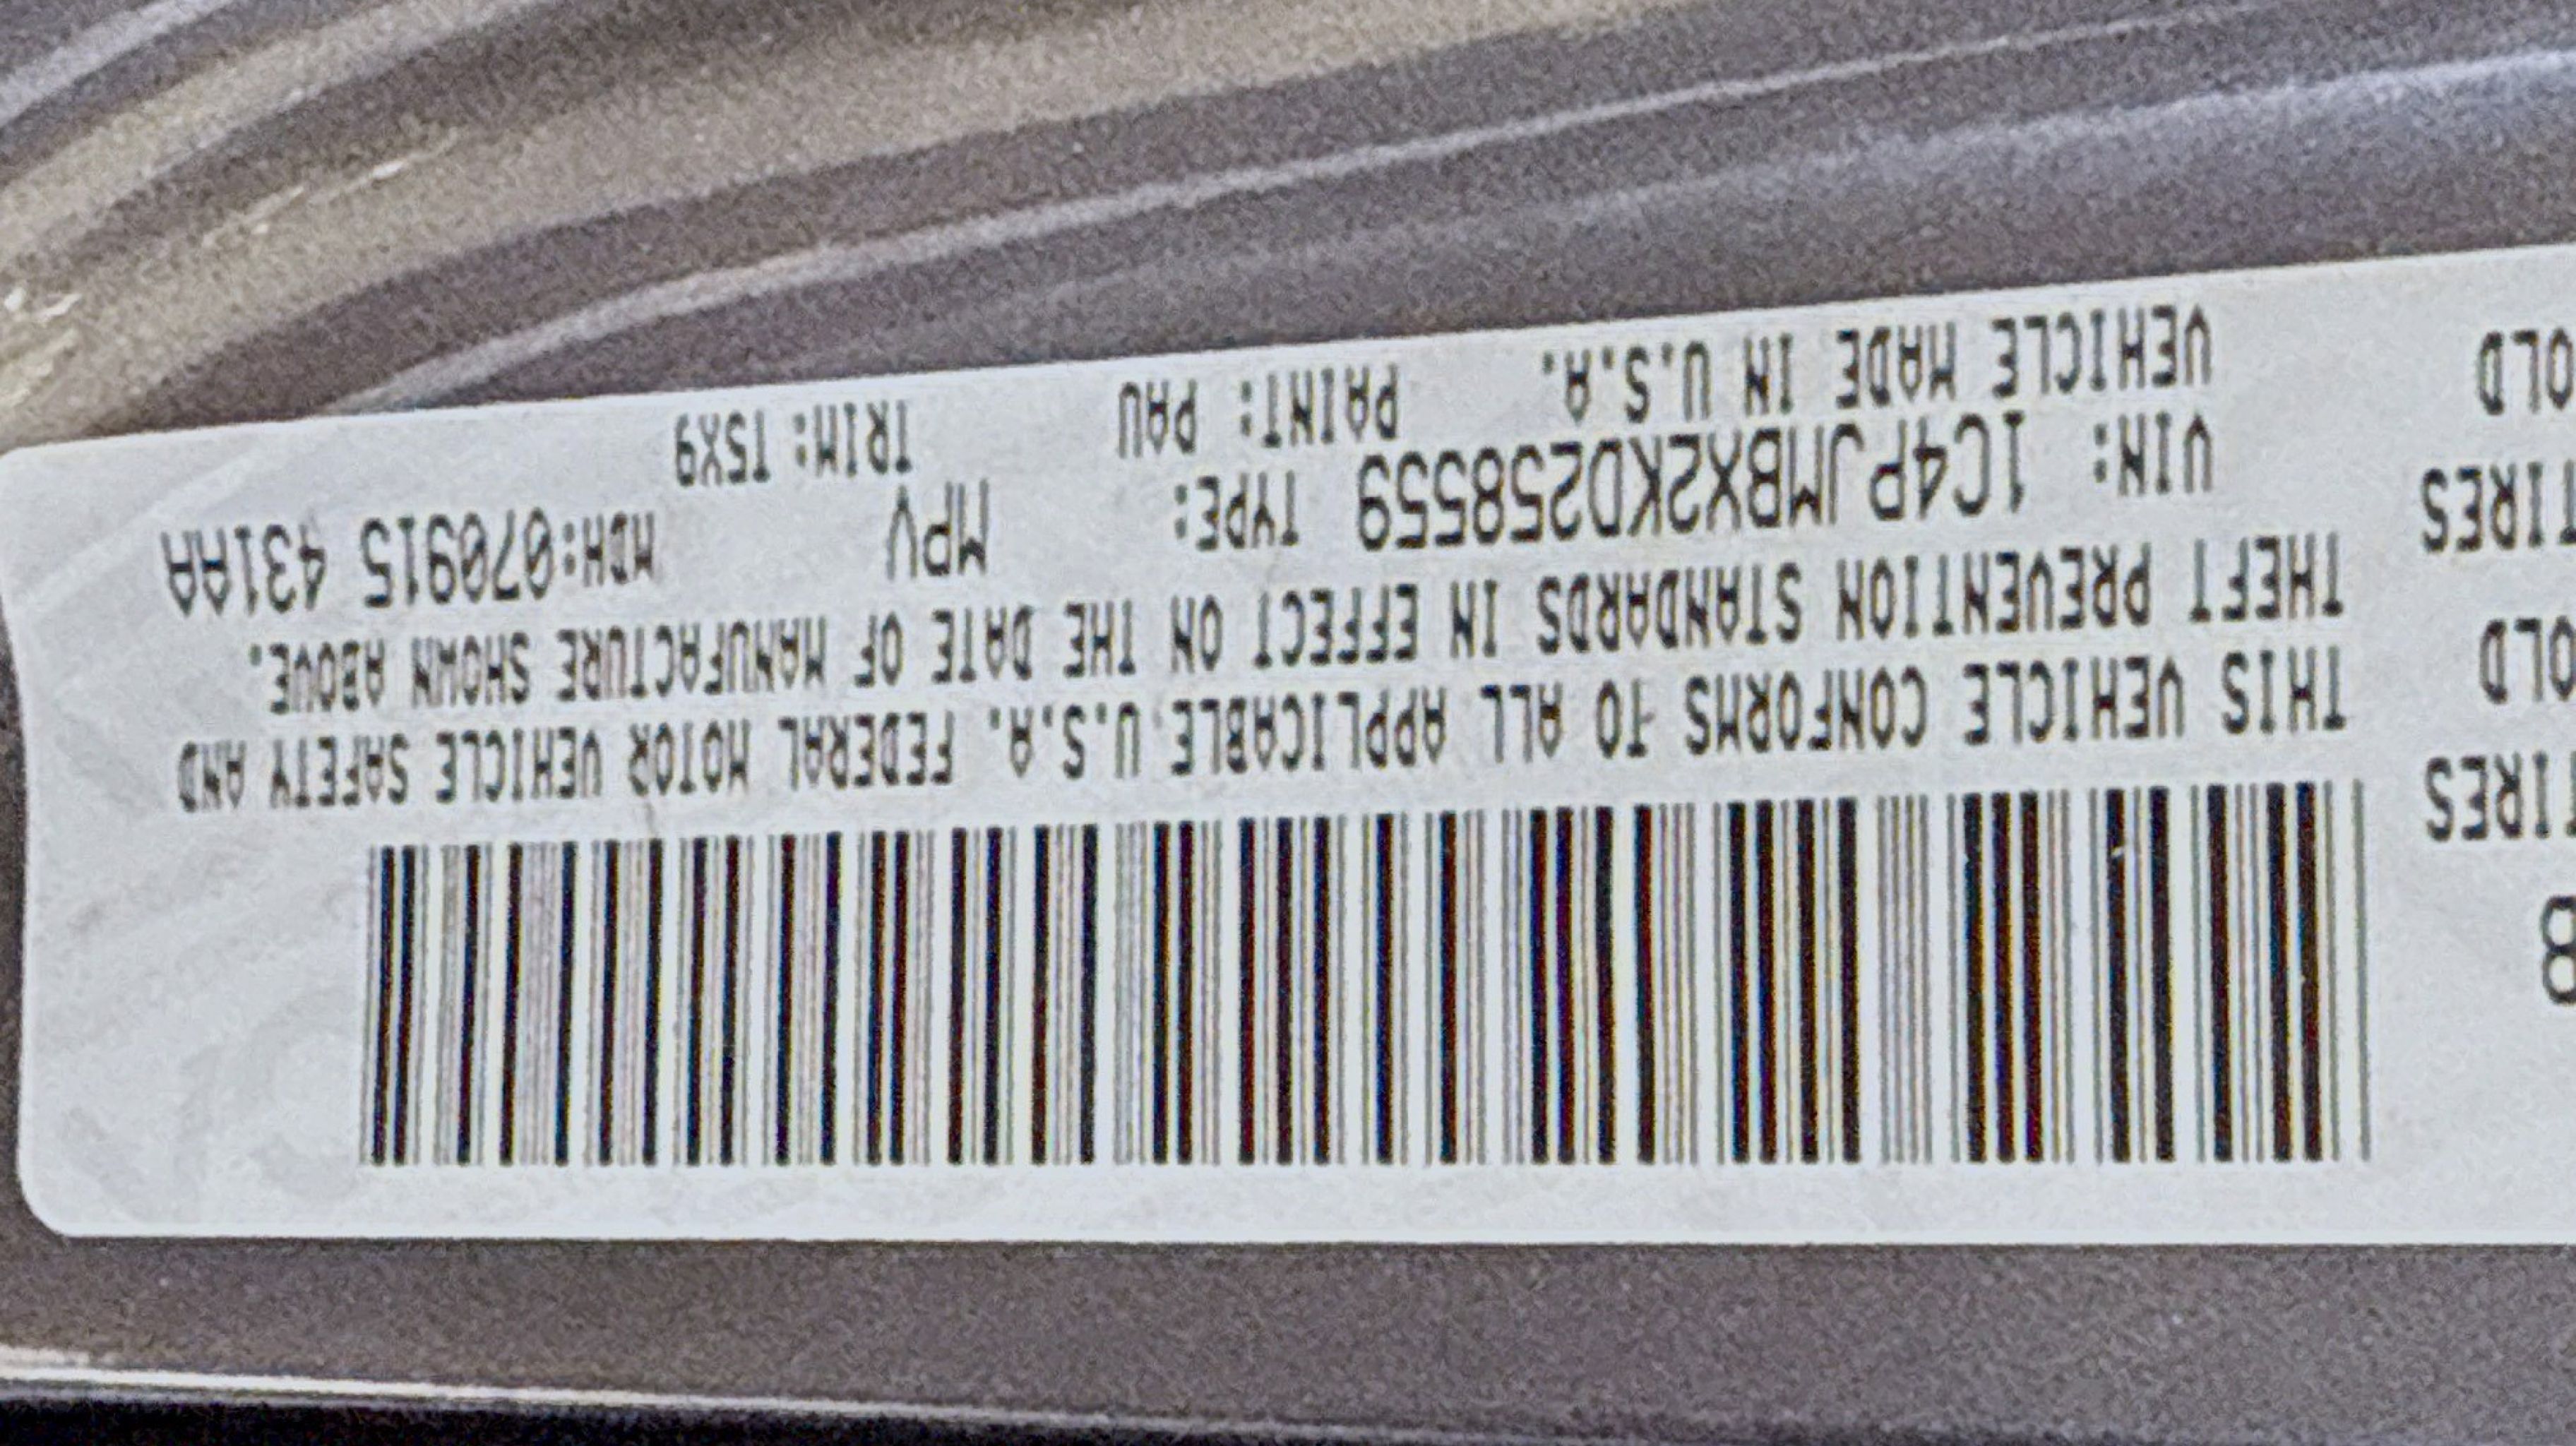 TIRES
OLD
TIRES
OLD
THIS VEHICLE CONFORMS TO ALL APPLICABLE U.S.A. FEDERAL MOTOR VEHICLE SAFETY AND
THEFT PREVENTION STANDARDS IN EFFECT ON THE DATE OF MANUFACTURE SHOWN ABOVE.
VIN: 1C4PJMBX2KD258559 TYPE: MPV MDH:070915 431AA
VEHICLE MADE IN U.S.A. PAINT: PAU TRIM: T5X9